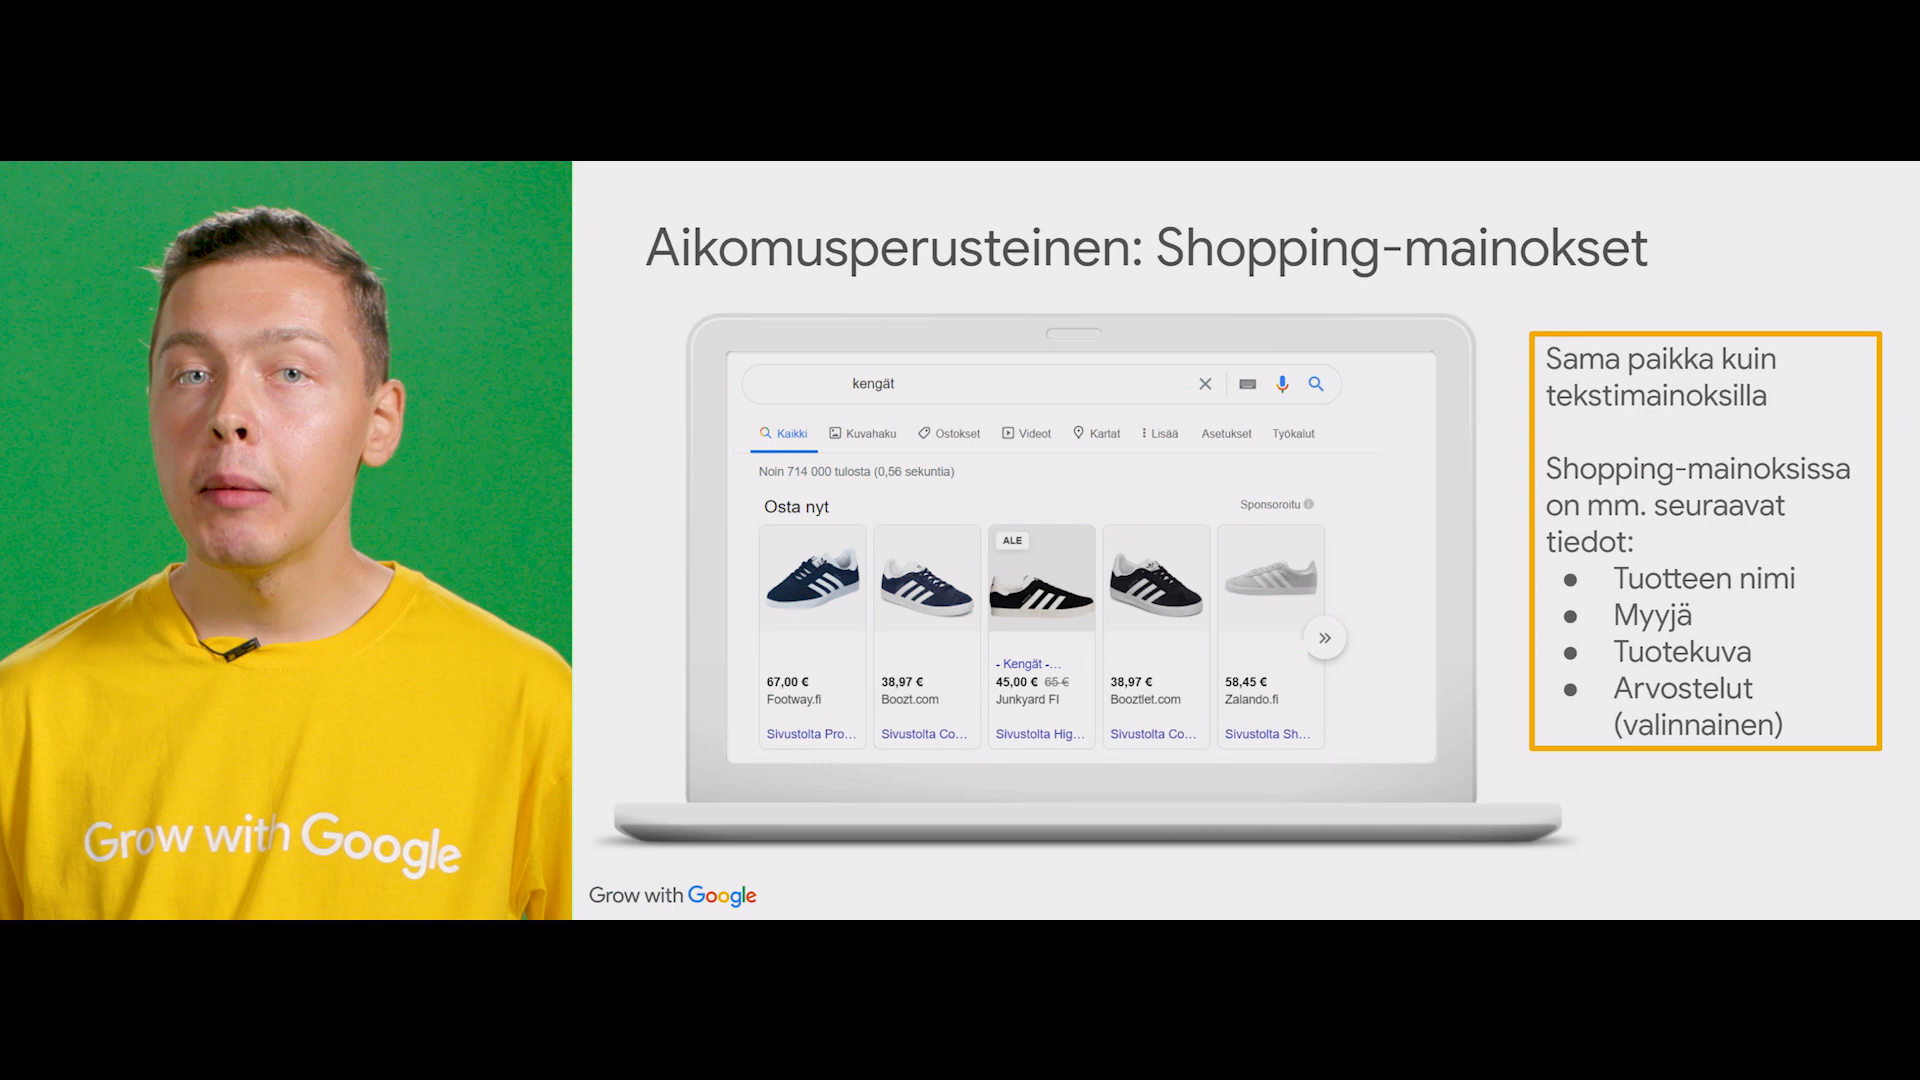 Aikomusperusteinen: Shopping-mainokset
kengät
Kaikki Kuvahaku Ostokset Videot Kartat Lisää Asetukset Työkalut
Noin 714 000 tulosta (0,56 sekuntia)
Osta nyt
Sponsoroitu
ALE
- Kengät -...
67,00 € 38,97 € 45,00 € 65 € 38,97 € 58,45 €
Footway.fi Boozt.com Junkyard FI Booztlet.com Zalando.fi
Sivustolta Pro... Sivustolta Co... Sivustolta Hig... Sivustolta Co... Sivustolta Sh...
Sama paikka kuin
tekstimainoksilla
Shopping-mainoksissa
on mm. seuraavat
tiedot:
● Tuotteen nimi
● Myyjä
● Tuotekuva
● Arvostelut
(valinnainen)
Grow with Google
Grow with Google